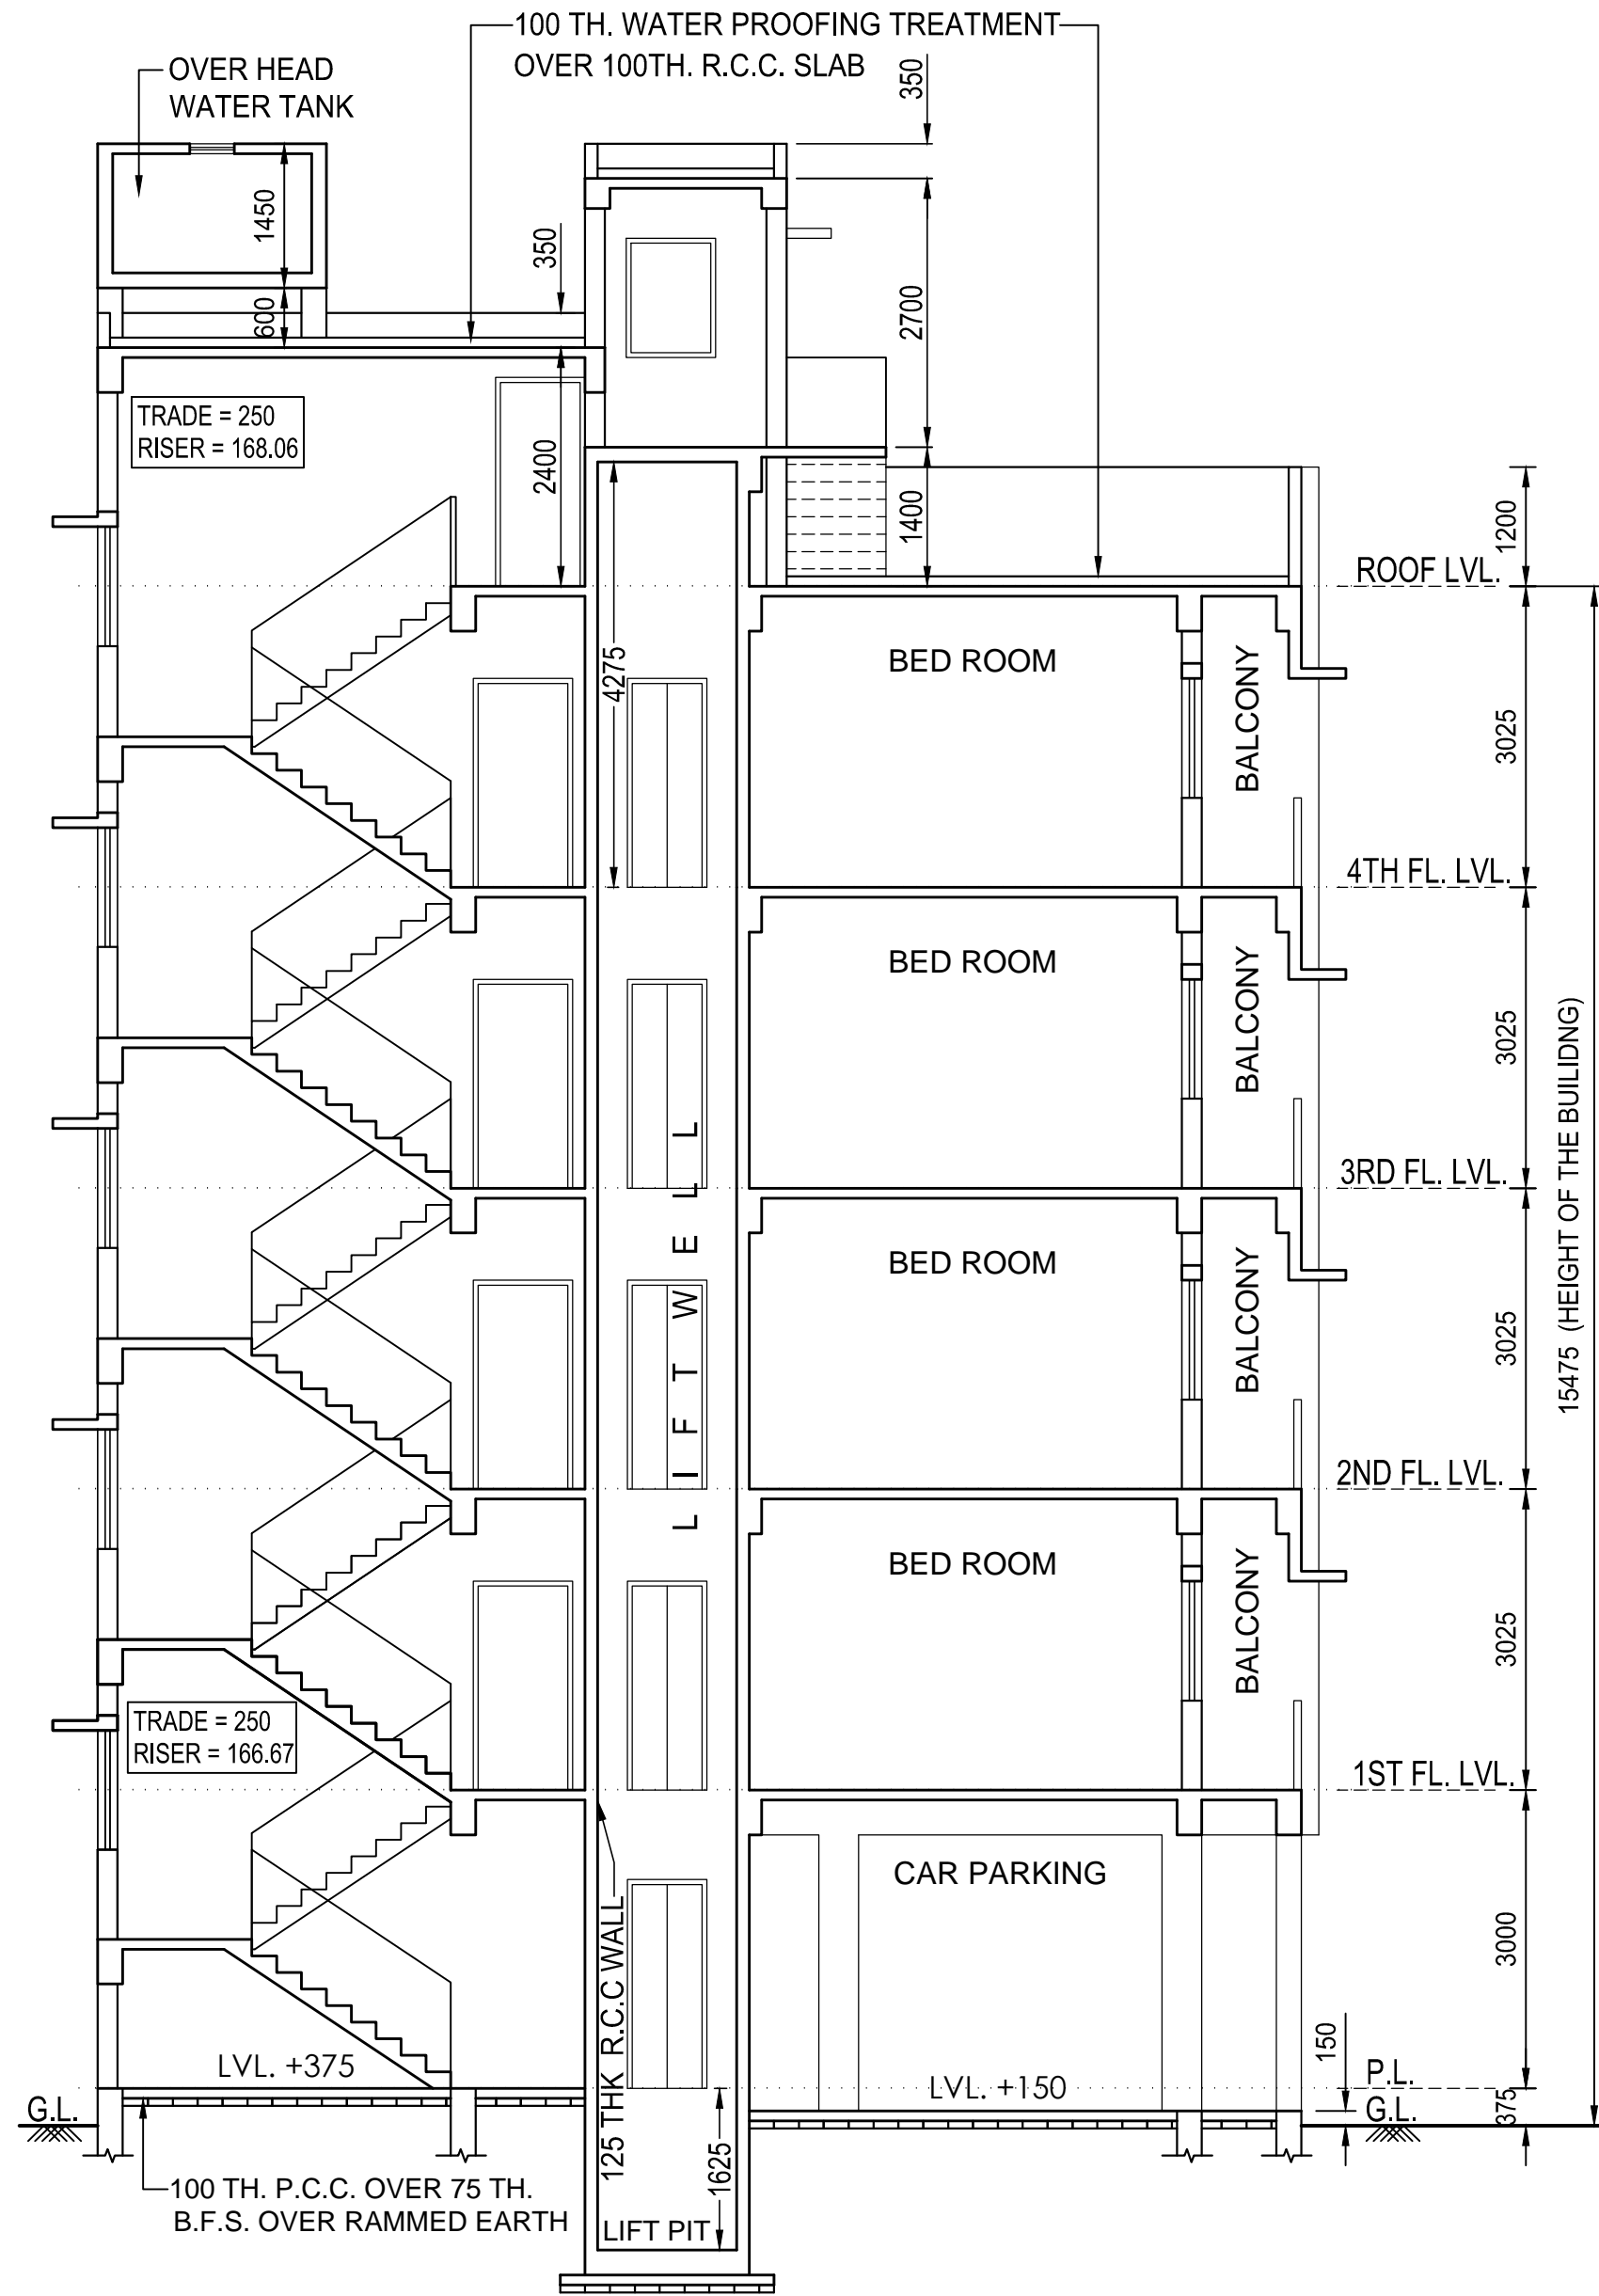 100 TH. WATER PROOFING TREATMENT
OVER 100TH. R.C.C. SLAB
OVER HEAD
WATER TANK
350
1450
600
350
2700
TRADE = 250
RISER = 168.06
2400
1400
1200
ROOF LVL.
4275
BED ROOM
BALCONY
3025
4TH FL. LVL.
BED ROOM
BALCONY
3025
3RD FL. LVL.
15475 (HEIGHT OF THE BUILIDNG)
LIFT WELL
BED ROOM
BALCONY
3025
2ND FL. LVL.
BED ROOM
BALCONY
3025
TRADE = 250
RISER = 166.67
1ST FL. LVL.
CAR PARKING
3000
125 THK R.C.C WALL
LVL. +375
LVL. +150
150
P.L.
G.L.
G.L.
375
1625
100 TH. P.C.C. OVER 75 TH.
B.F.S. OVER RAMMED EARTH
LIFT PIT